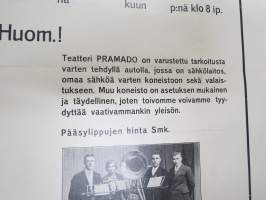 na
kuun
p:nä klo 8 ip.
Huom.!
Teatteri PRAMADO on varustettu tarkoitusta
varten tehdyllä autolla, jossa on sähkölaitos,
omaa sähköä varten koneistoon sekä valais-
tukseen. Muu koneisto on asetuksen mukainen
ja täydellinen, joten toivomme voivamme tyy-
dyttää vaativammankin yleisön.
Pääsylippujen hinta Smk.